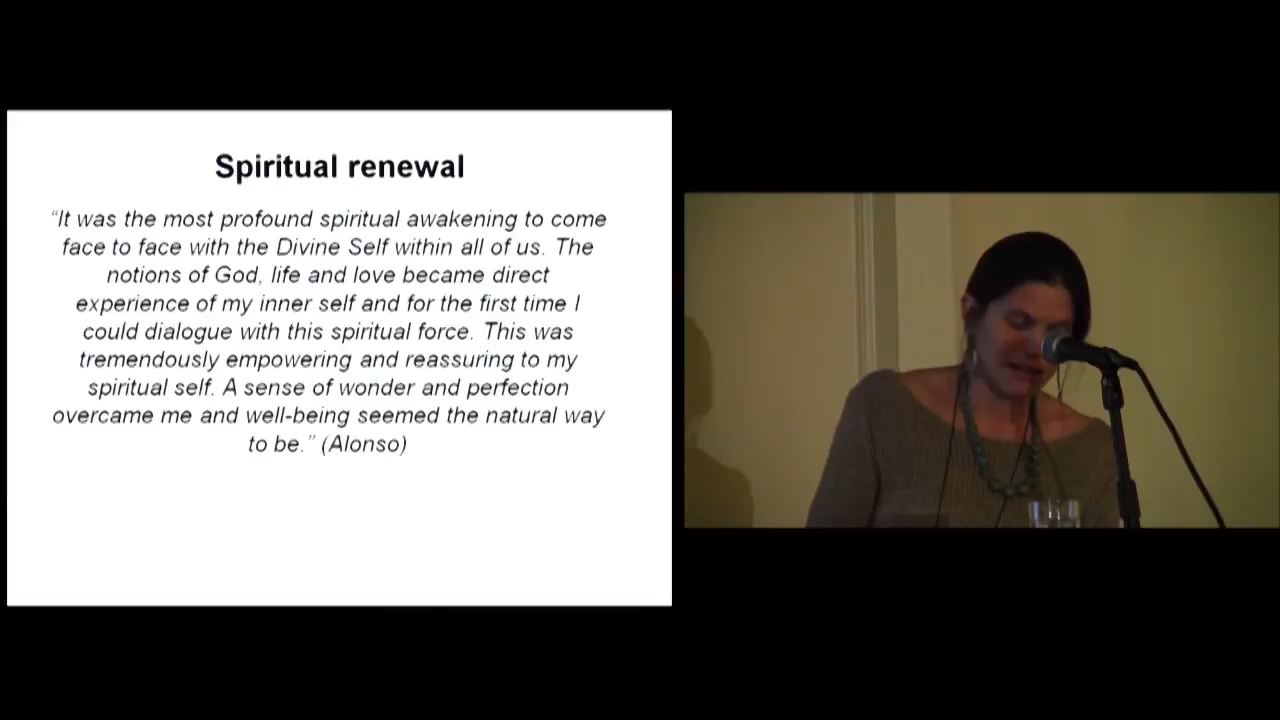 Spiritual renewal
“It was the most profound spiritual awakening to come
face to face with the Divine Self within all of us. The
notions of God, life and love became direct
experience of my inner self and for the first time I
could dialogue with this spiritual force. This was
tremendously empowering and reassuring to my
spiritual self. A sense of wonder and perfection
overcame me and well-being seemed the natural way
to be.” (Alonso)